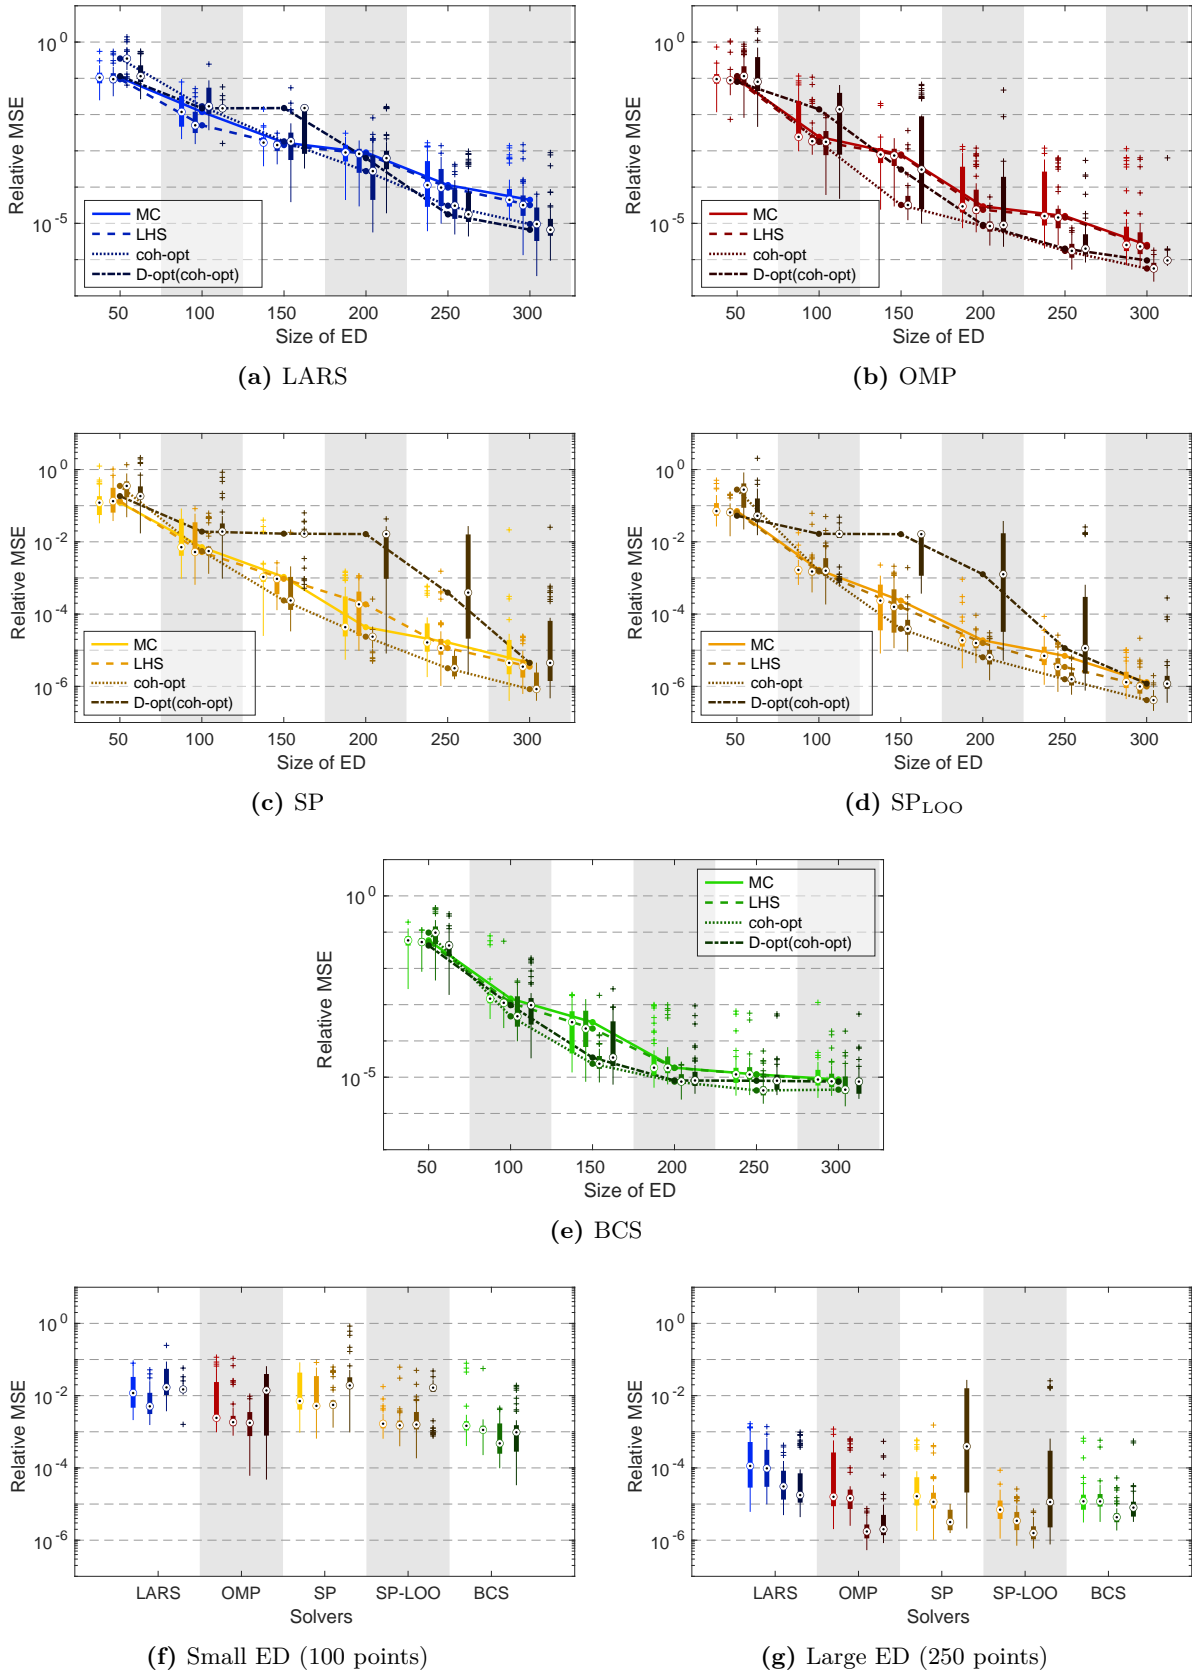 10^0
10^-5
Relative MSE
MC
LHS
coh-opt
D-opt(coh-opt)
50 100 150 200 250 300
Size of ED
(a) LARS
10^0
10^-5
Relative MSE
MC
LHS
coh-opt
D-opt(coh-opt)
50 100 150 200 250 300
Size of ED
(b) OMP
10^0
10^-2
10^-4
10^-6
Relative MSE
MC
LHS
coh-opt
D-opt(coh-opt)
50 100 150 200 250 300
Size of ED
(c) SP
10^0
10^-2
10^-4
10^-6
Relative MSE
MC
LHS
coh-opt
D-opt(coh-opt)
50 100 150 200 250 300
Size of ED
(d) SP_LOO
10^0
10^-5
Relative MSE
MC
LHS
coh-opt
D-opt(coh-opt)
50 100 150 200 250 300
Size of ED
(e) BCS
10^0
10^-2
10^-4
10^-6
Relative MSE
LARS OMP SP SP-LOO BCS
Solvers
(f) Small ED (100 points)
10^0
10^-2
10^-4
10^-6
Relative MSE
LARS OMP SP SP-LOO BCS
Solvers
(g) Large ED (250 points)